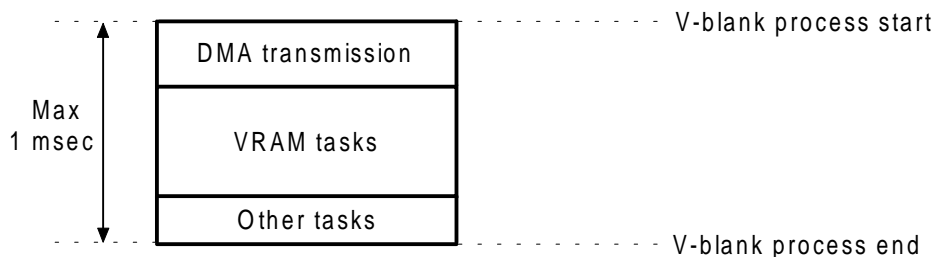 V-blank process start
DMA transmission
Max
1 msec
VRAM tasks
Other tasks
V-blank process end